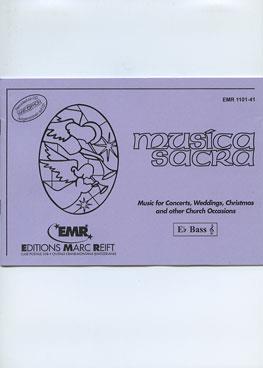 EMR 1101-41
musica
sacra
Music for Concerts, Weddings, Christmas
and other Church Occasions
E♭ Bass
EMR
EDITIONS MARC REIFT